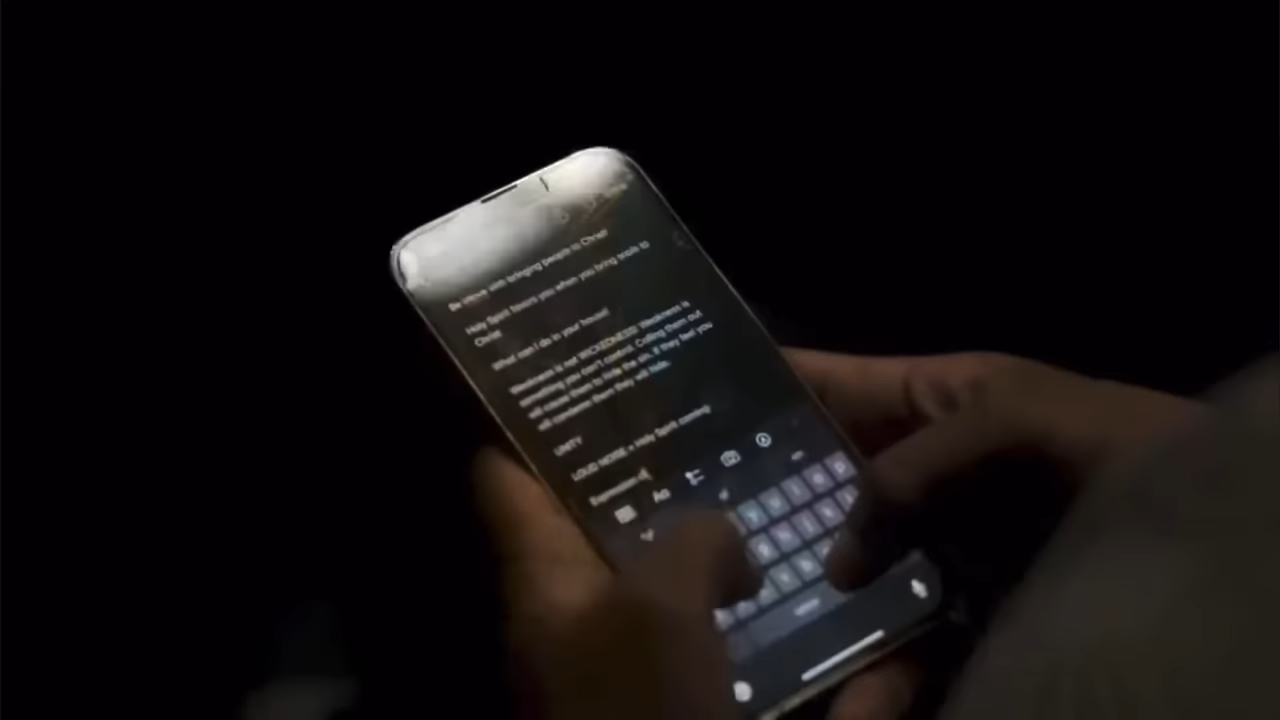 Be intune with bringing people to Christ!
Holy Spirit favors you when you bring souls to
Christ
What can I do in your house!
Weakness is not WICKEDNESS! Weakness is
something you can't control. Calling them out
will cause them to hide the sin. If they feel you
will condemn them they will hide.
UNITY
LOUD NOISE = Holy Spirit coming
Expression
Aa